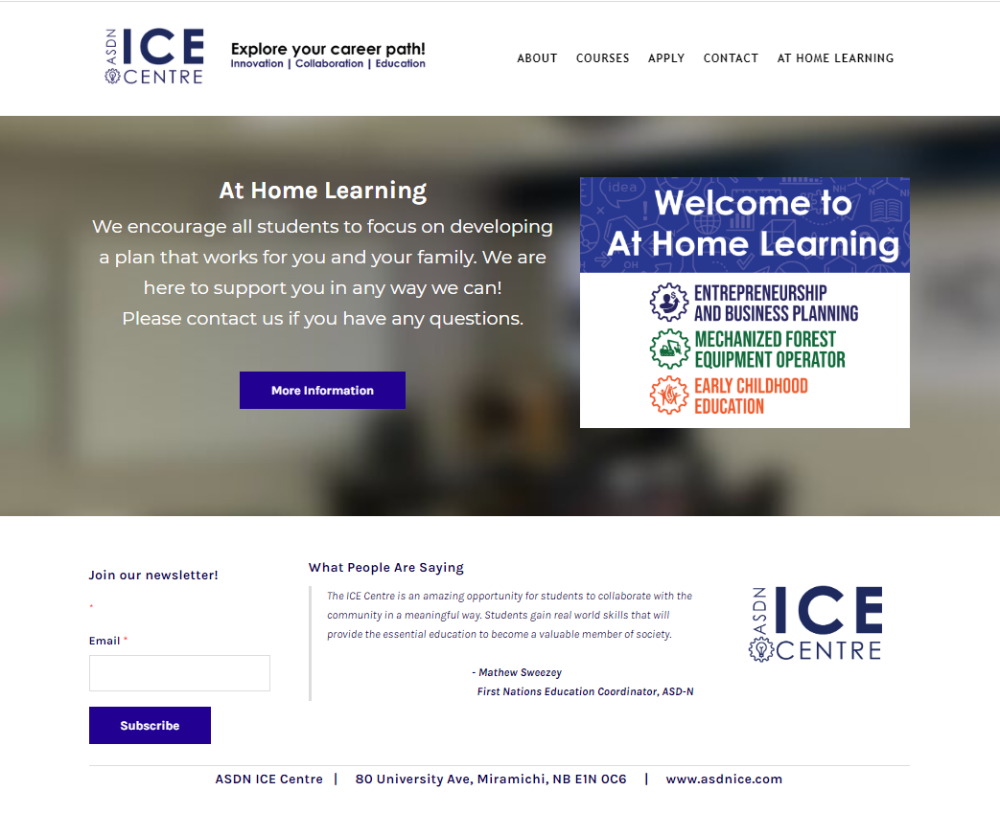 ASDN ICE CENTRE
Explore your career path!
Innovation | Collaboration | Education
ABOUT COURSES APPLY CONTACT AT HOME LEARNING
At Home Learning
We encourage all students to focus on developing
a plan that works for you and your family. We are
here to support you in any way we can!
Please contact us if you have any questions.
More Information
idea
Welcome to
At Home Learning
OH
ENTREPRENEURSHIP
AND BUSINESS PLANNING
MECHANIZED FOREST
EQUIPMENT OPERATOR
EARLY CHILDHOOD
EDUCATION
Join our newsletter!
*
Email *
Subscribe
What People Are Saying
The ICE Centre is an amazing opportunity for students to collaborate with the
community in a meaningful way. Students gain real world skills that will
provide the essential education to become a valuable member of society.
- Mathew Sweezey
First Nations Education Coordinator, ASD-N
ASDN ICE CENTRE
ASDN ICE Centre | 80 University Ave, Miramichi, NB E1N 0C6 | www.asdnice.com